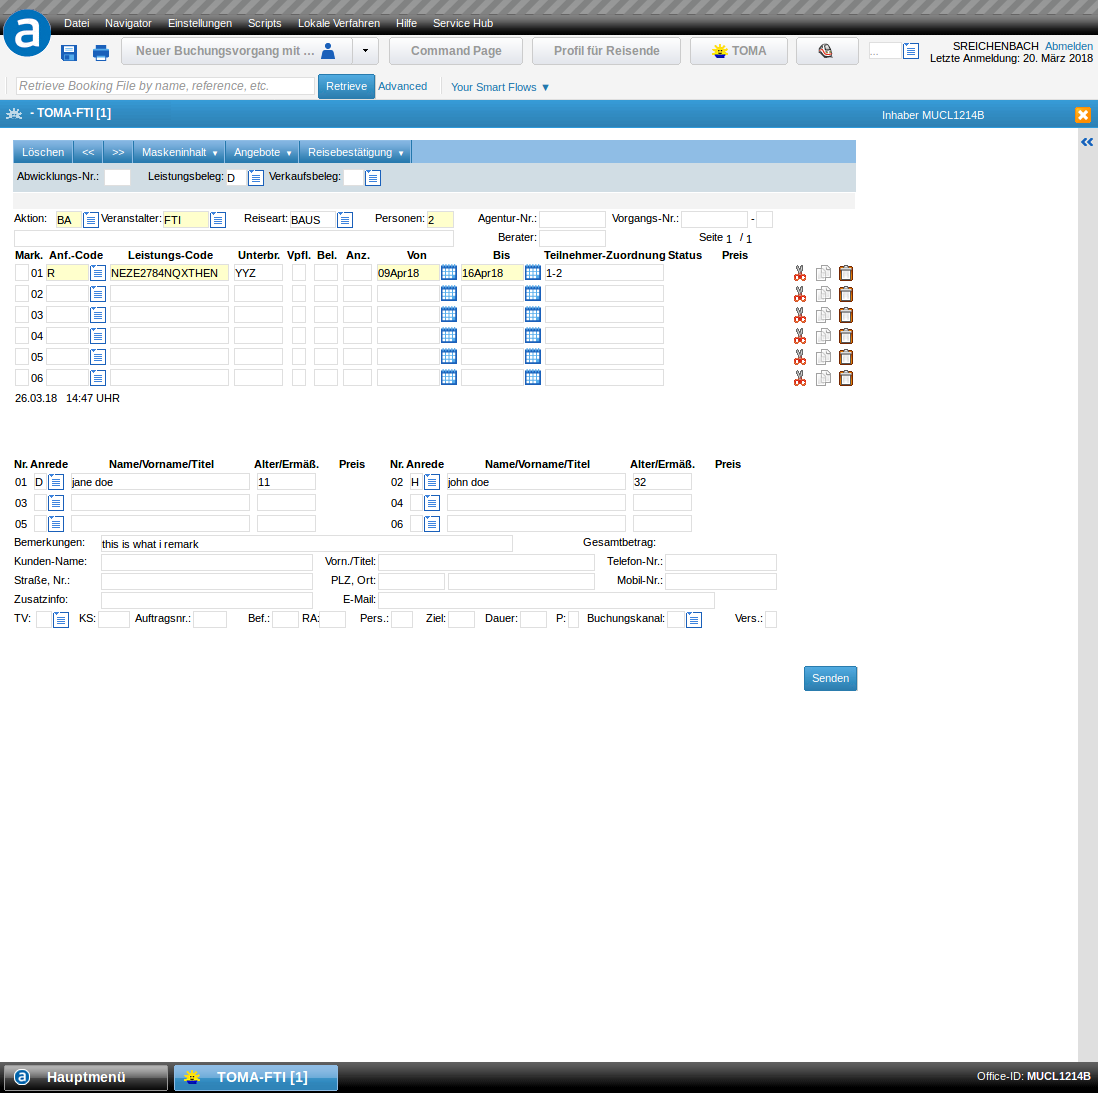 Datei Navigator Einstellungen Scripts Lokale Verfahren Hilfe Service Hub
a
Neuer Buchungsvorgang mit ... Command Page Profil für Reisende TOMA ...
SREICHENBACH Abmelden
Letzte Anmeldung: 20. März 2018
Retrieve Booking File by name, reference, etc. Retrieve Advanced Your Smart Flows ▼
- TOMA-FTI [1] Inhaber MUCL1214B
Löschen << >> Maskeninhalt ▼ Angebote ▼ Reisebestätigung ▼
Abwicklungs-Nr.: Leistungsbeleg: D Verkaufsbeleg:
Aktion: BA Veranstalter: FTI Reiseart: BAUS Personen: 2 Agentur-Nr.: Vorgangs-Nr.: -
Berater: Seite 1 / 1
Mark. Anf.-Code Leistungs-Code Unterbr. Vpfl. Bel. Anz. Von Bis Teilnehmer-Zuordnung Status Preis
01 R NEZE2784NQXTHEN YYZ 09Apr18 16Apr18 1-2
02
03
04
05
06
26.03.18 14:47 UHR
Nr. Anrede Name/Vorname/Titel Alter/Ermäß. Preis Nr. Anrede Name/Vorname/Titel Alter/Ermäß. Preis
01 D jane doe 11 02 H john doe 32
03 04
05 06
Bemerkungen: this is what i remark Gesamtbetrag:
Kunden-Name: Vorn./Titel: Telefon-Nr.:
Straße, Nr.: PLZ, Ort: Mobil-Nr.:
Zusatzinfo: E-Mail:
TV: KS: Auftragsnr.: Bef.: RA: Pers.: Ziel: Dauer: P: Buchungskanal: Vers.:
Senden
a Hauptmenü TOMA-FTI [1] Office-ID: MUCL1214B